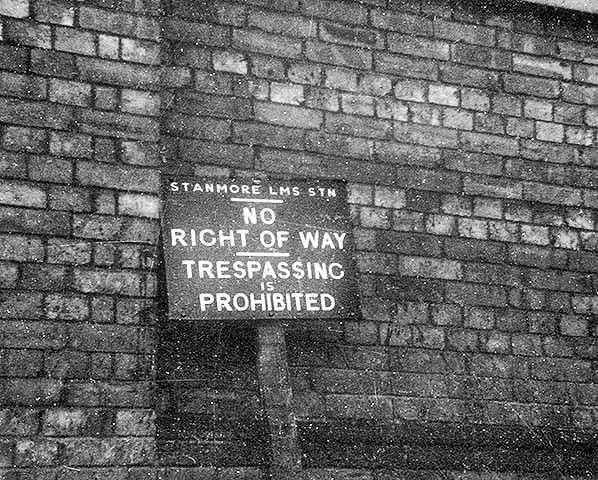 STANMORE LMS STN
NO
RIGHT OF WAY
TRESPASSING
IS
PROHIBITED